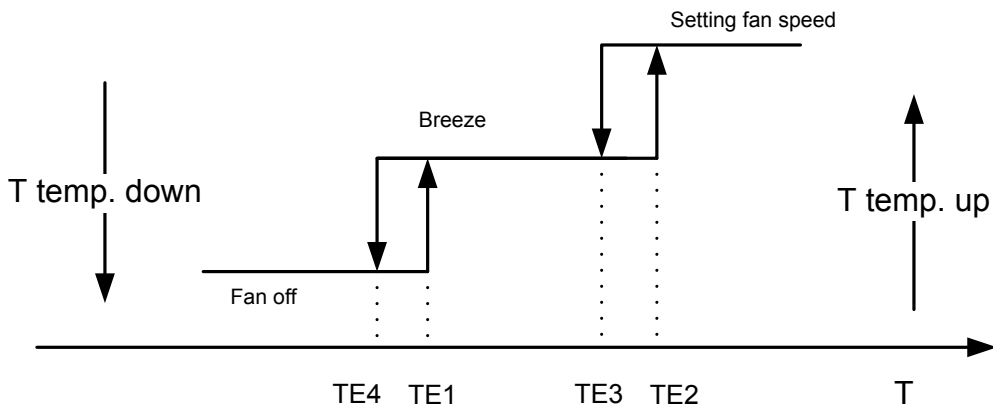 Setting fan speed
Breeze
T temp. down
T temp. up
Fan off
TE4 TE1 TE3 TE2 T